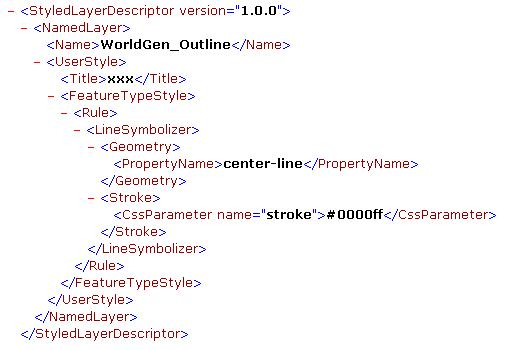 − <StyledLayerDescriptor version="1.0.0">
− <NamedLayer>
<Name>WorldGen_Outline</Name>
− <UserStyle>
<Title>xxx</Title>
− <FeatureTypeStyle>
− <Rule>
− <LineSymbolizer>
− <Geometry>
<PropertyName>center-line</PropertyName>
</Geometry>
− <Stroke>
<CssParameter name="stroke">#0000ff</CssParameter>
</Stroke>
</LineSymbolizer>
</Rule>
</FeatureTypeStyle>
</UserStyle>
</NamedLayer>
</StyledLayerDescriptor>